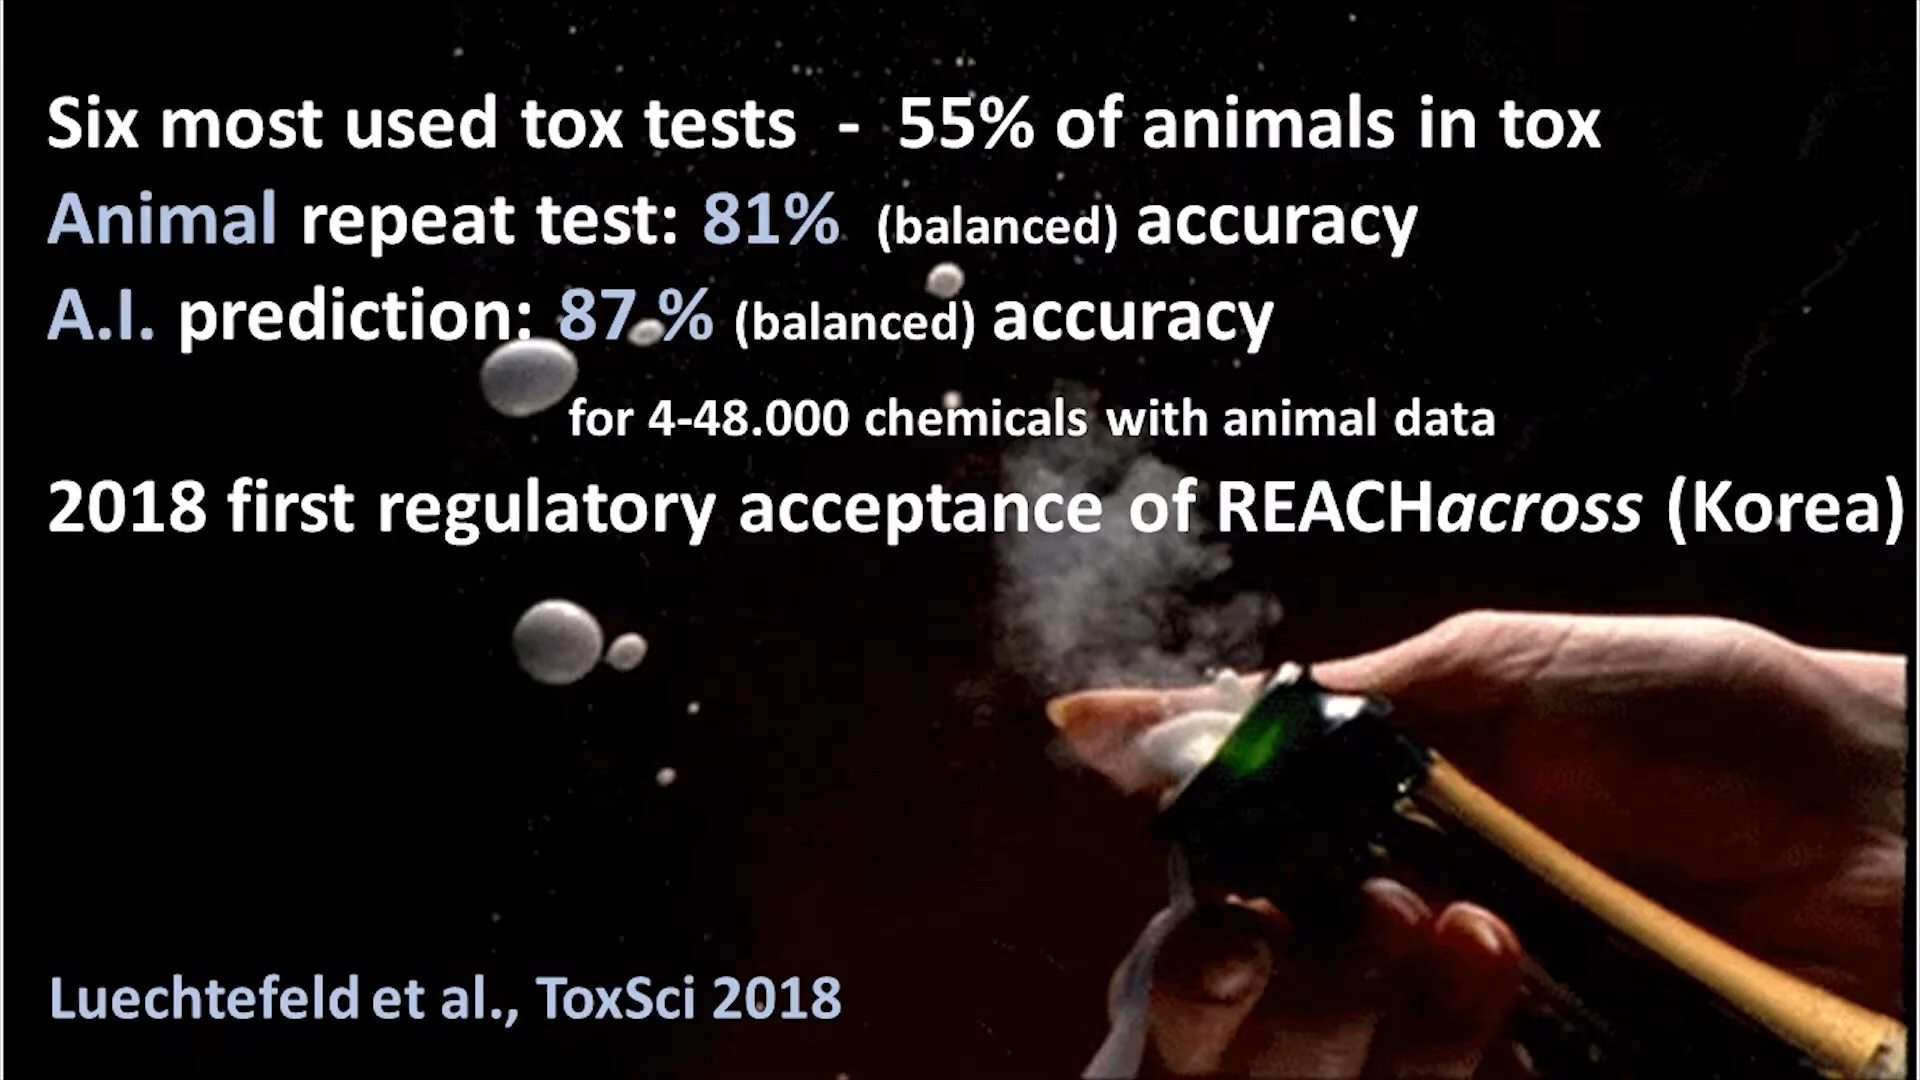 Six most used tox tests - 55% of animals in tox
Animal repeat test: 81% (balanced) accuracy
A.I. prediction: 87 % (balanced) accuracy
for 4-48.000 chemicals with animal data
2018 first regulatory acceptance of REACHacross (Korea)
Luechtefeld et al., ToxSci 2018